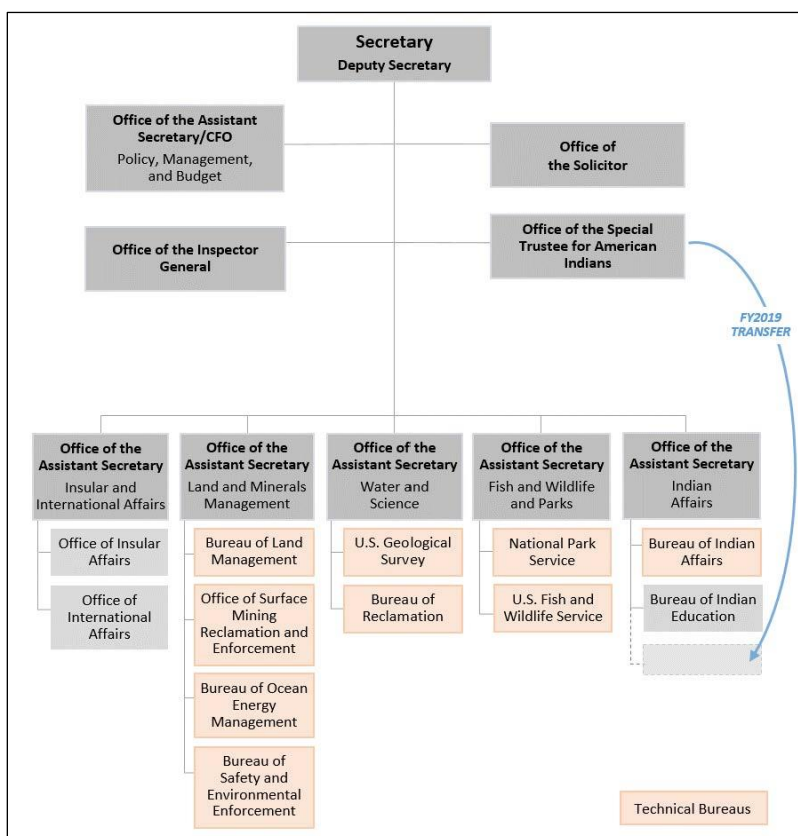 Secretary
Deputy Secretary
Office of the Assistant
Secretary/CFO
Policy, Management,
and Budget
Office of
the Solicitor
Office of the Inspector
General
Office of the Special
Trustee for American
Indians
FY2019
TRANSFER
Office of the
Assistant Secretary
Insular and
International Affairs
Office of Insular
Affairs
Office of
International
Affairs
Office of the
Assistant Secretary
Land and Minerals
Management
Bureau of Land
Management
Office of Surface
Mining
Reclamation and
Enforcement
Bureau of Ocean
Energy
Management
Bureau of
Safety and
Environmental
Enforcement
Office of the
Assistant Secretary
Water and
Science
U.S. Geological
Survey
Bureau of
Reclamation
Office of the
Assistant Secretary
Fish and Wildlife
and Parks
National Park
Service
U.S. Fish and
Wildlife Service
Office of the
Assistant Secretary
Indian
Affairs
Bureau of Indian
Affairs
Bureau of Indian
Education
Technical Bureaus